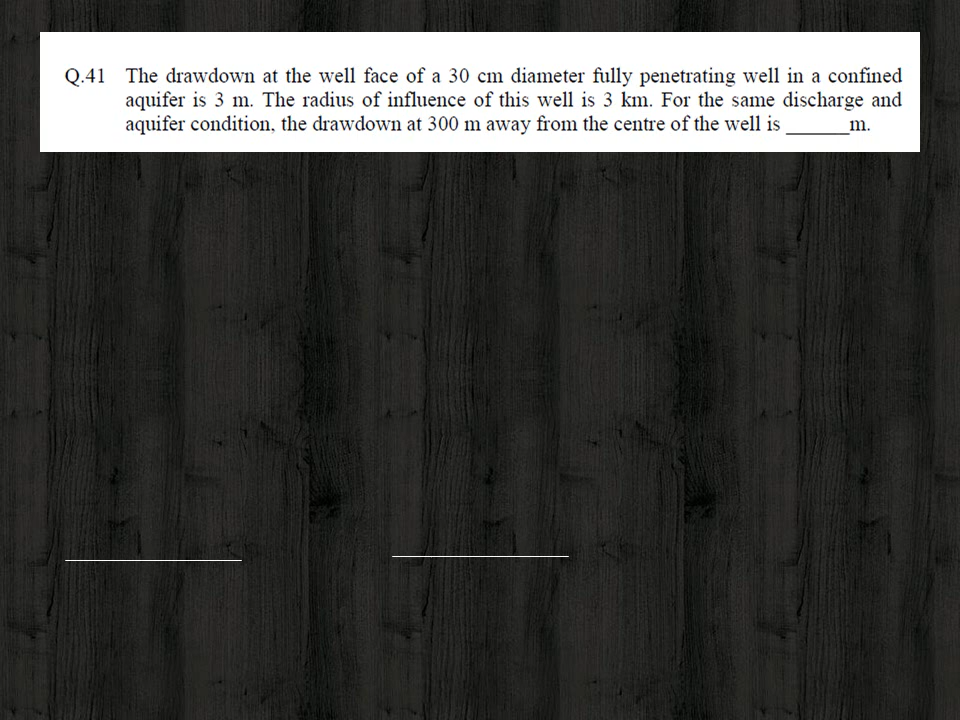 Q.41 The drawdown at the well face of a 30 cm diameter fully penetrating well in a confined
aquifer is 3 m. The radius of influence of this well is 3 km. For the same discharge and
aquifer condition, the drawdown at 300 m away from the centre of the well is ______m.